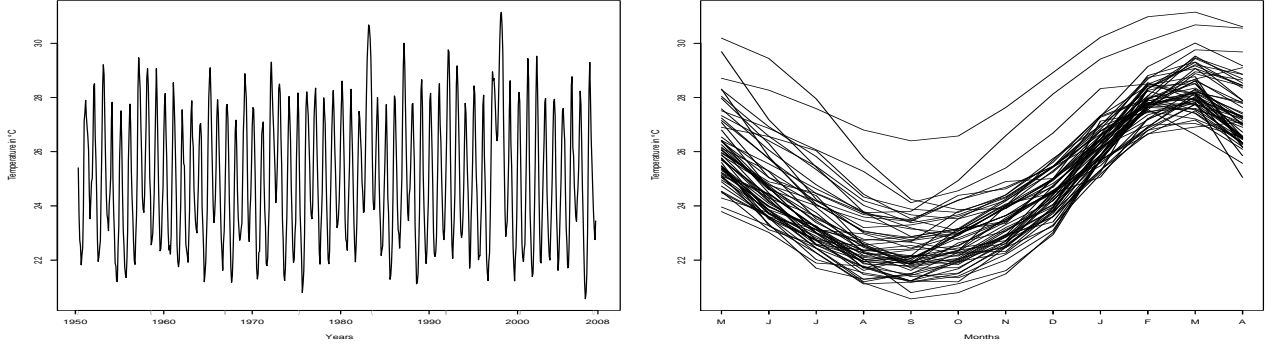 Temperature in °C
30
28
26
24
22
1950 1960 1970 1980 1990 2000 2008
Years
Temperature in °C
30
28
26
24
22
M J J A S O N D J F M A
Months